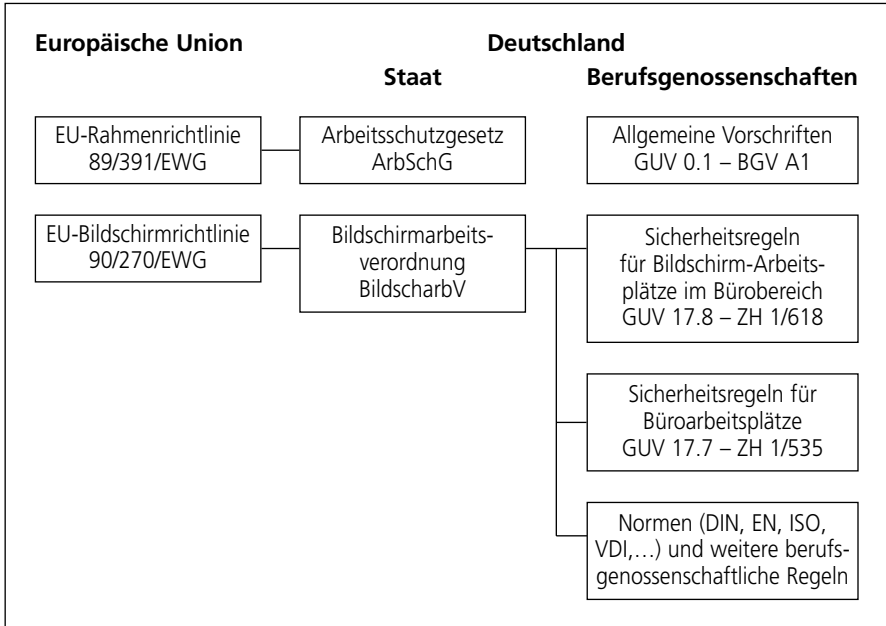 Europäische Union
Deutschland
Staat
Berufsgenossenschaften
EU-Rahmenrichtlinie
89/391/EWG
Arbeitsschutzgesetz
ArbSchG
Allgemeine Vorschriften
GUV 0.1 – BGV A1
EU-Bildschirmrichtlinie
90/270/EWG
Bildschirmarbeits-
verordnung
BildscharbV
Sicherheitsregeln
für Bildschirm-Arbeits-
plätze im Bürobereich
GUV 17.8 – ZH 1/618
Sicherheitsregeln für
Büroarbeitsplätze
GUV 17.7 – ZH 1/535
Normen (DIN, EN, ISO,
VDI,...) und weitere berufs-
genossenschaftliche Regeln